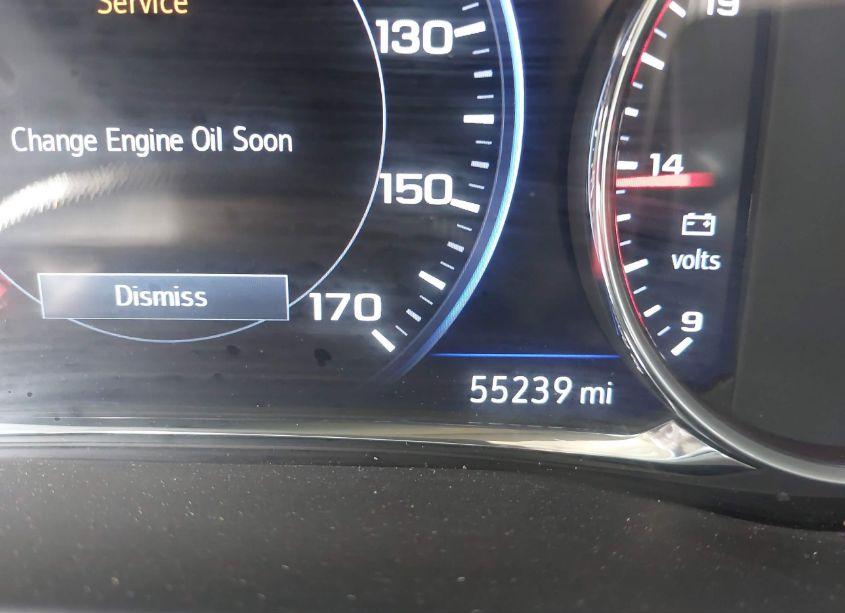 Service
130
19
Change Engine Oil Soon
14
150
volts
Dismiss
170
9
55239 mi